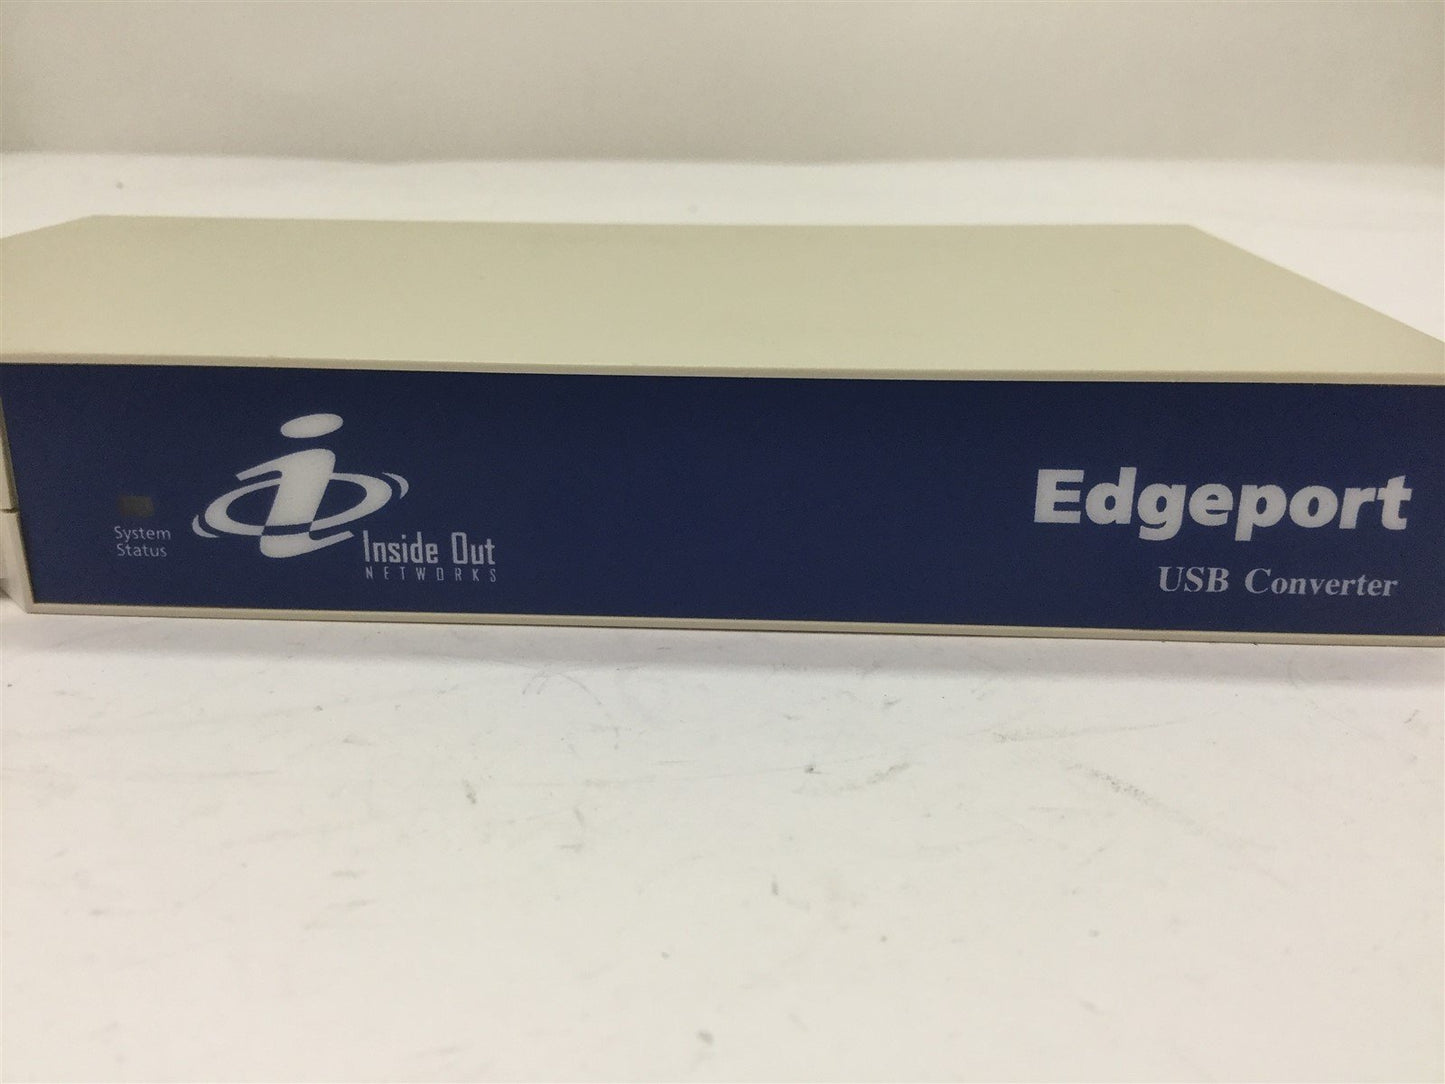 System
Status
Inside Out
NETWORKS
Edgeport
USB Converter